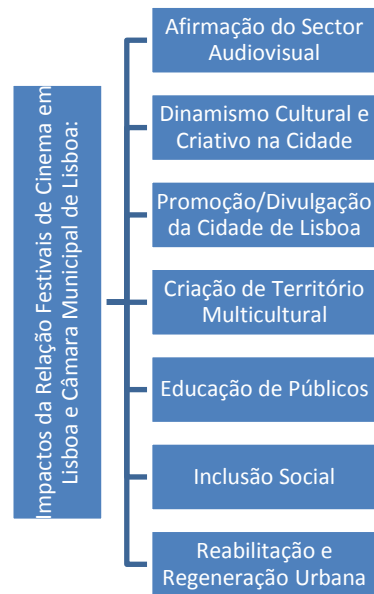 Impactos da Relação Festivais de Cinema em
Lisboa e Câmara Municipal de Lisboa:
Afirmação do Sector
Audiovisual
Dinamismo Cultural e
Criativo na Cidade
Promoção/Divulgação
da Cidade de Lisboa
Criação de Território
Multicultural
Educação de Públicos
Inclusão Social
Reabilitação e
Regeneração Urbana